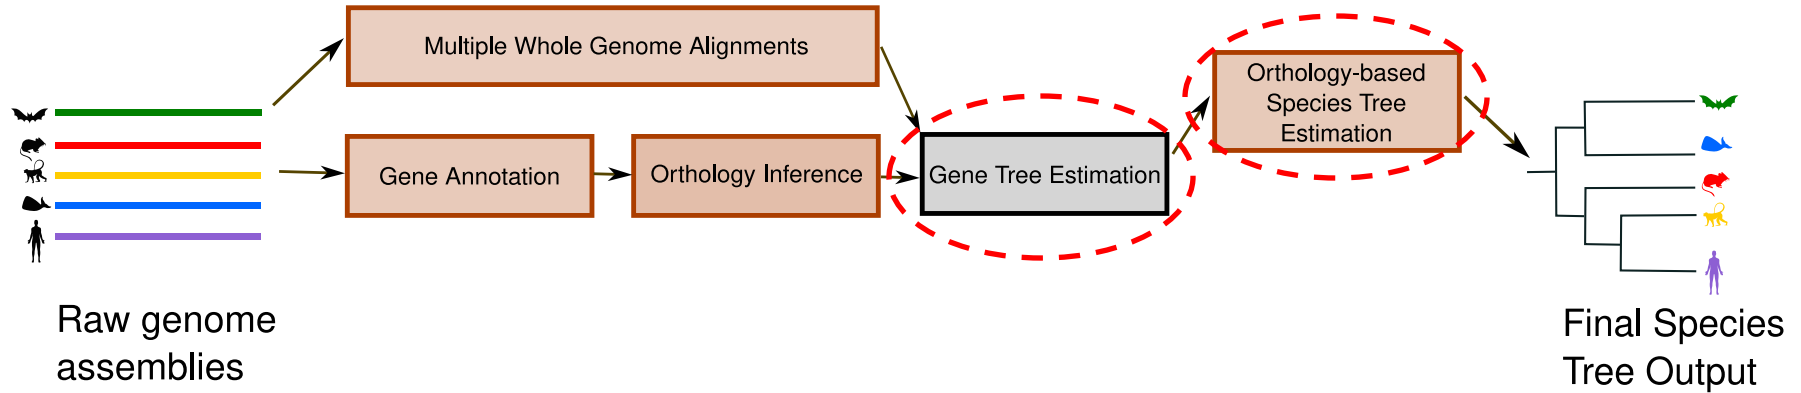 Multiple Whole Genome Alignments
Gene Annotation
Orthology Inference
Gene Tree Estimation
Orthology-based
Species Tree
Estimation
Raw genome
assemblies
Final Species
Tree Output